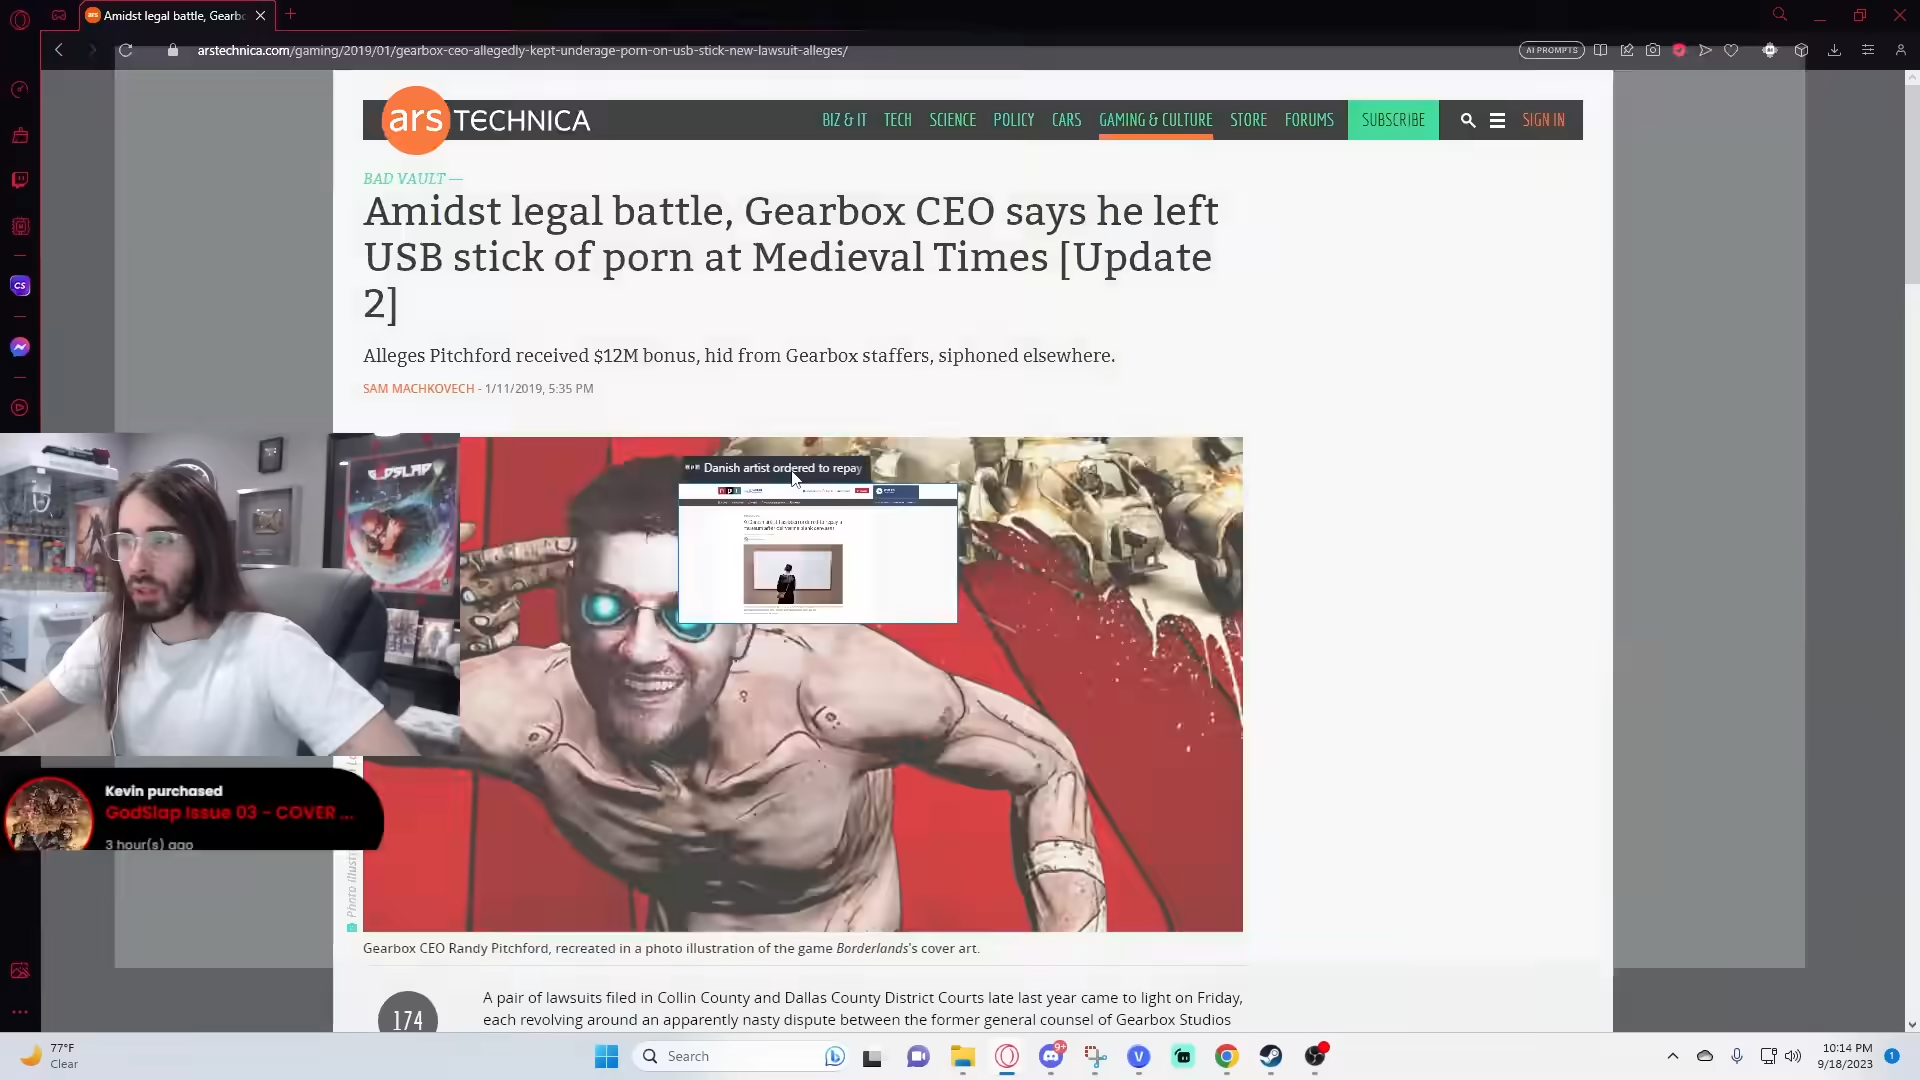 Amidst legal battle, Gearbo
arstechnica.com/gaming/2019/01/gearbox-ceo-allegedly-kept-underage-porn-on-usb-stick-new-lawsuit-alleges/
AI PROMPTS
ars TECHNICA
BIZ & IT TECH SCIENCE POLICY CARS GAMING & CULTURE STORE FORUMS SUBSCRIBE SIGN IN
BAD VAULT —
Amidst legal battle, Gearbox CEO says he left
USB stick of porn at Medieval Times [Update
2]
Alleges Pitchford received $12M bonus, hid from Gearbox staffers, siphoned elsewhere.
SAM MACHKOVECH - 1/11/2019, 5:35 PM
CS
GODSLAP
Danish artist ordered to repay
npr
Kevin purchased
GodSlap Issue 03 - COVER ...
3 hour(s) ago
Photo illust
Gearbox CEO Randy Pitchford, recreated in a photo illustration of the game Borderlands's cover art.
174
A pair of lawsuits filed in Collin County and Dallas County District Courts late last year came to light on Friday,
each revolving around an apparently nasty dispute between the former general counsel of Gearbox Studios
77°F
Clear
Search
9+
V
10:14 PM
9/18/2023
1